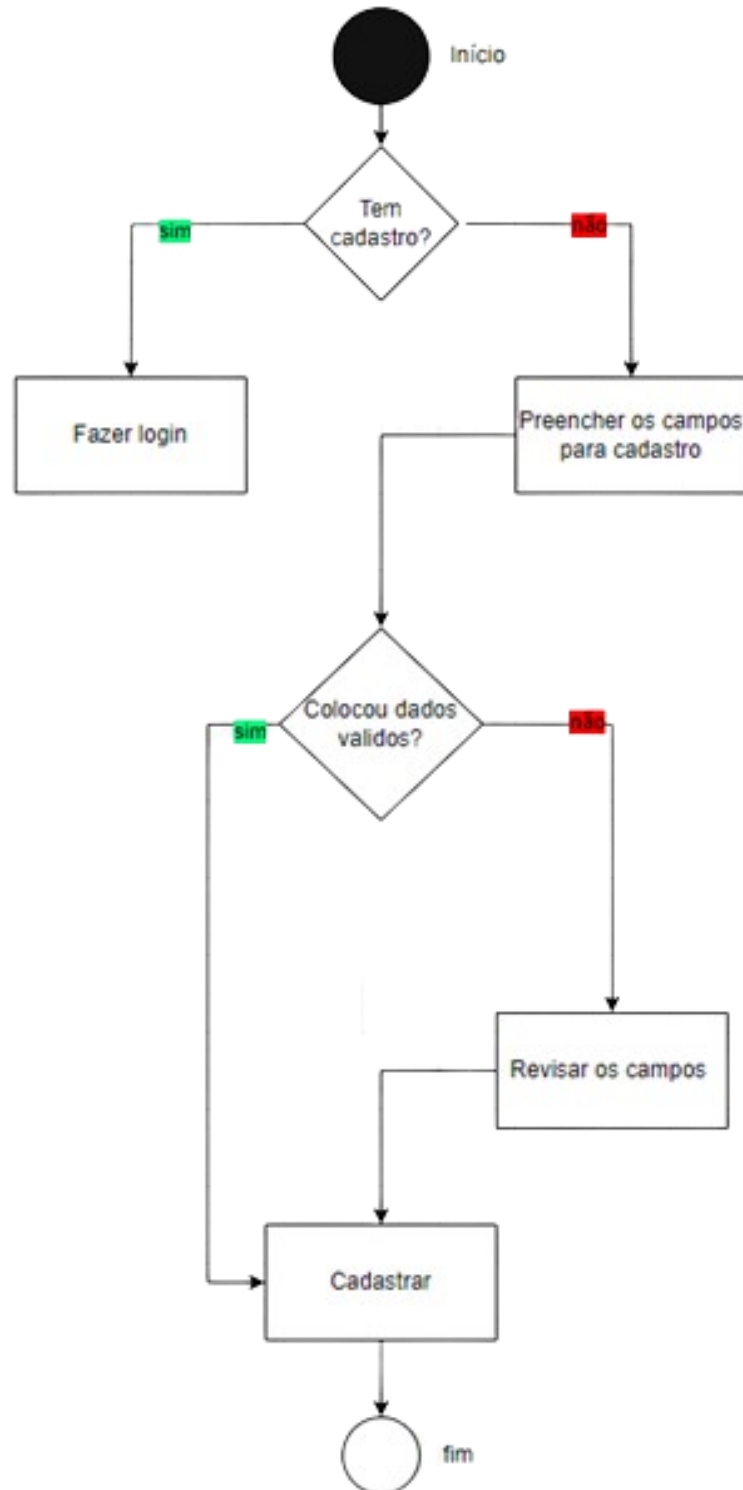 Início
Tem
cadastro?
sim
não
Fazer login
Preencher os campos
para cadastro
Colocou dados
validos?
sim
não
Revisar os campos
Cadastrar
fim